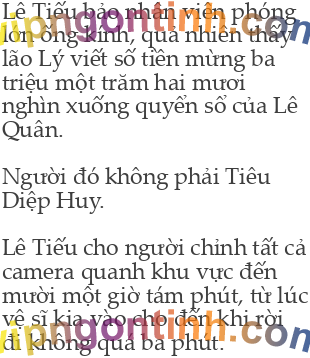 Lê Tiếu bảo nhân viên phóng
lớn ống kính, quả nhiên thấy
lão Lý viết số tiền mừng ba
triệu một trăm hai mươi
nghìn xuống quyển sổ của Lê
Quân.
Người đó không phải Tiêu
Diệp Huy.
Lê Tiếu cho người chỉnh tất cả
camera quanh khu vực đến
mười một giờ tám phút, từ lúc
vệ sĩ kia vào cho đến khi rời
đi không quá ba phút.
vipngontinh.com
vipngontinh.com